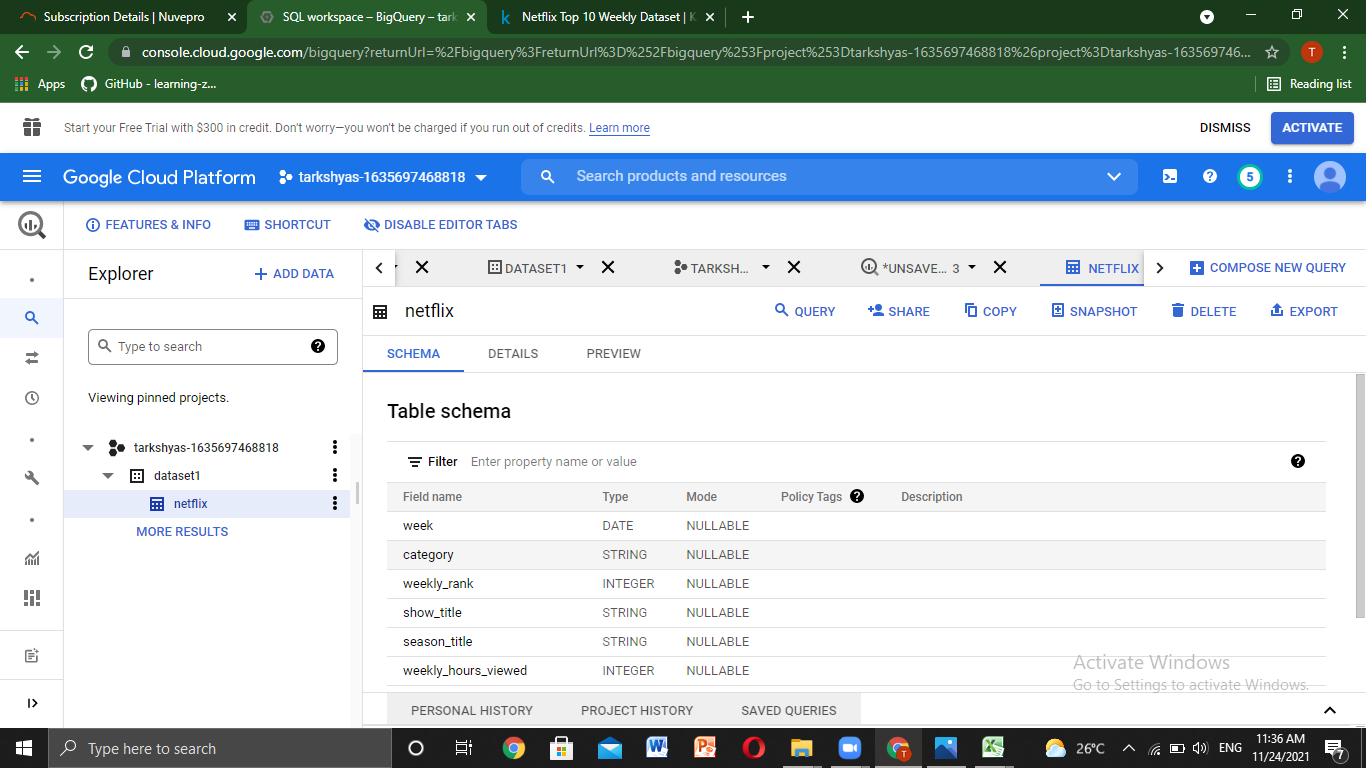 Subscription Details | Nuvepro
SQL workspace – BigQuery – tark
Netflix Top 10 Weekly Dataset | K
console.cloud.google.com/bigquery?returnUrl=%2Fbigquery%3FreturnUrl%3D%252Fbigquery%253Fproject%253Dtarkshyas-1635697468818%26project%3Dtarkshyas-163569746...
T
Apps
GitHub - learning-z...
Reading list
Start your Free Trial with $300 in credit. Don't worry—you won't be charged if you run out of credits. Learn more
DISMISS
ACTIVATE
Google Cloud Platform
tarkshyas-1635697468818
Search products and resources
5
FEATURES & INFO
SHORTCUT
DISABLE EDITOR TABS
Explorer
+ ADD DATA
DATASET1
TARKSH...
*UNSAVE... 3
NETFLIX
COMPOSE NEW QUERY
netflix
QUERY
SHARE
COPY
SNAPSHOT
DELETE
EXPORT
Type to search
SCHEMA
DETAILS
PREVIEW
Viewing pinned projects.
tarkshyas-1635697468818
dataset1
netflix
MORE RESULTS
Table schema
Filter Enter property name or value
Field name Type Mode Policy Tags Description
week DATE NULLABLE
category STRING NULLABLE
weekly_rank INTEGER NULLABLE
show_title STRING NULLABLE
season_title STRING NULLABLE
weekly_hours_viewed INTEGER NULLABLE
Activate Windows
Go to Settings to activate Windows.
PERSONAL HISTORY
PROJECT HISTORY
SAVED QUERIES
Type here to search
26°C
ENG
11:36 AM
11/24/2021
7